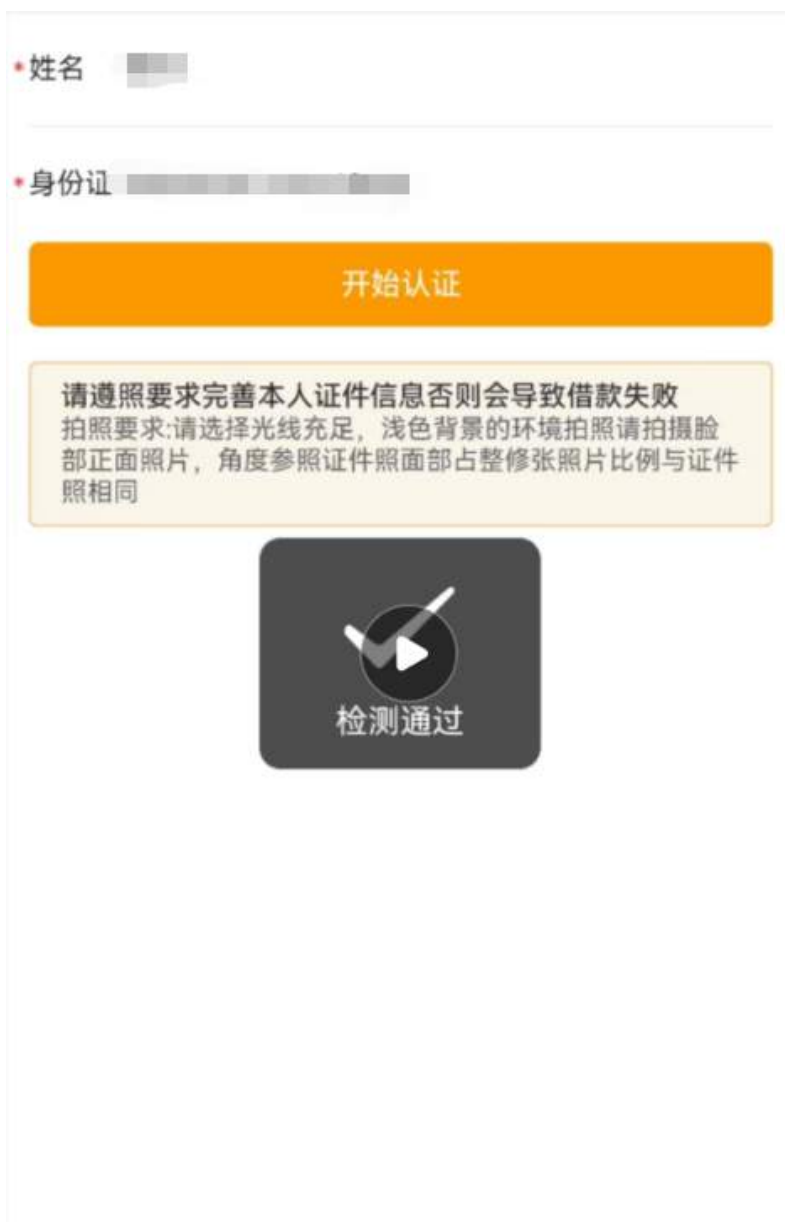 *姓名
*身份证
开始认证
请遵照要求完善本人证件信息否则会导致借款失败
拍照要求:请选择光线充足，浅色背景的环境拍照请拍摄脸
部正面照片，角度参照证件照面部占整修张照片比例与证件
照相同
检测通过